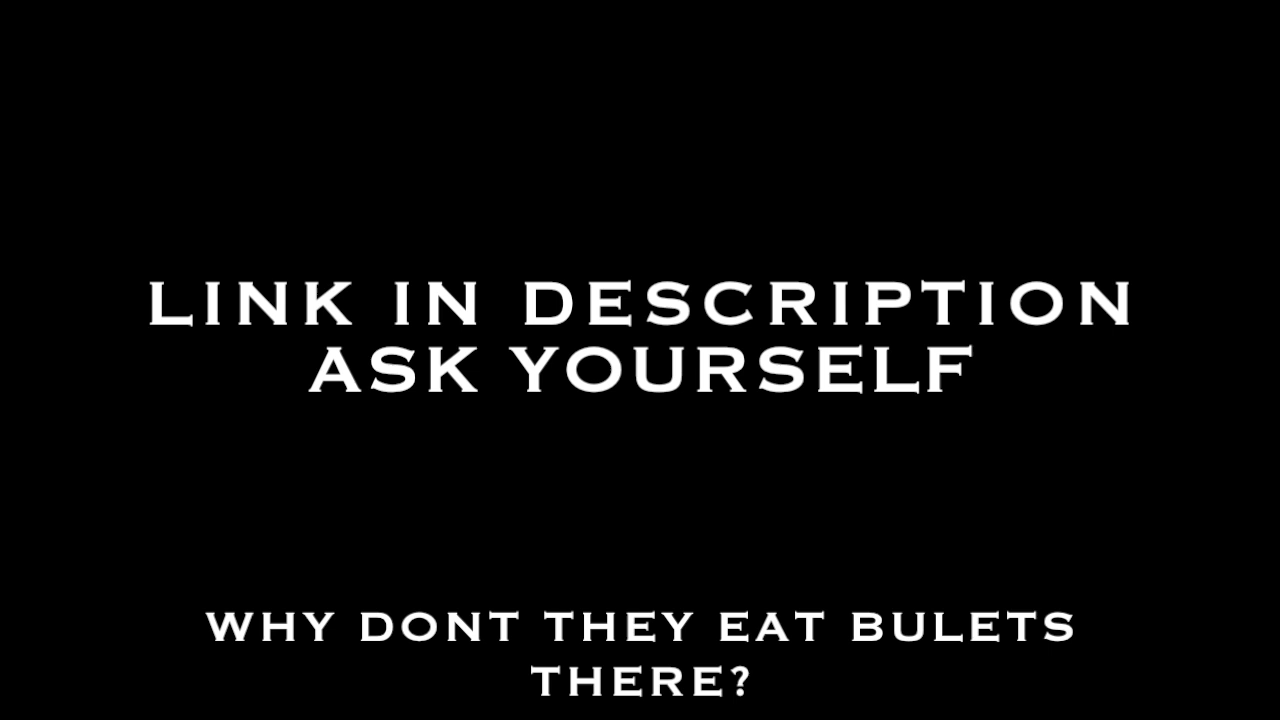 LINK IN DESCRIPTION
ASK YOURSELF
WHY DONT THEY EAT BULETS
THERE?